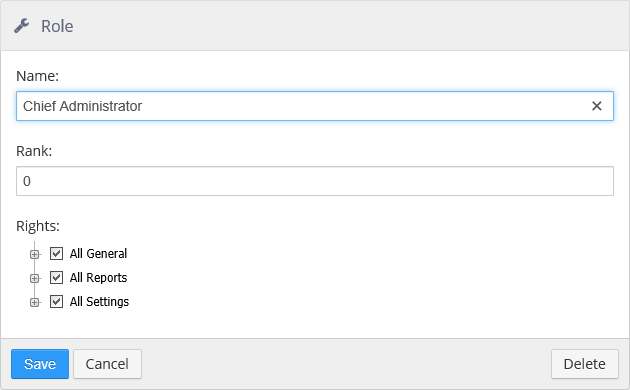 Role
Name:
Chief Administrator
Rank:
0
Rights:
All General
All Reports
All Settings
Save Cancel Delete